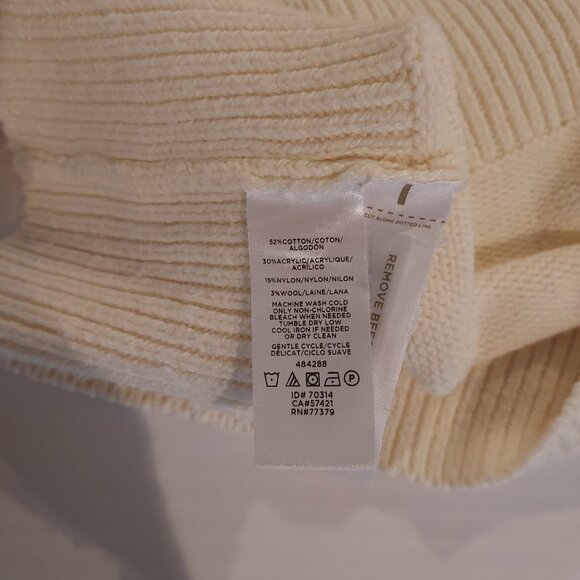 52%COTTON/COTON/
ALGODÓN
30%ACRYLIC/ACRYLIQUE/
ACRÍLICO
15%NYLON/NYLON/NILÓN
3%WOOL/LAINE/LANA
MACHINE WASH COLD
ONLY NON-CHLORINE
BLEACH WHEN NEEDED
TUMBLE DRY LOW
COOL IRON IF NEEDED
OR DRY CLEAN
GENTLE CYCLE/CYCLE
DÉLICAT/CICLO SUAVE
484288
P
ID# 70314
CA#57421
RN#77379
CUT ALONG DOTTED LINE
REMOVE